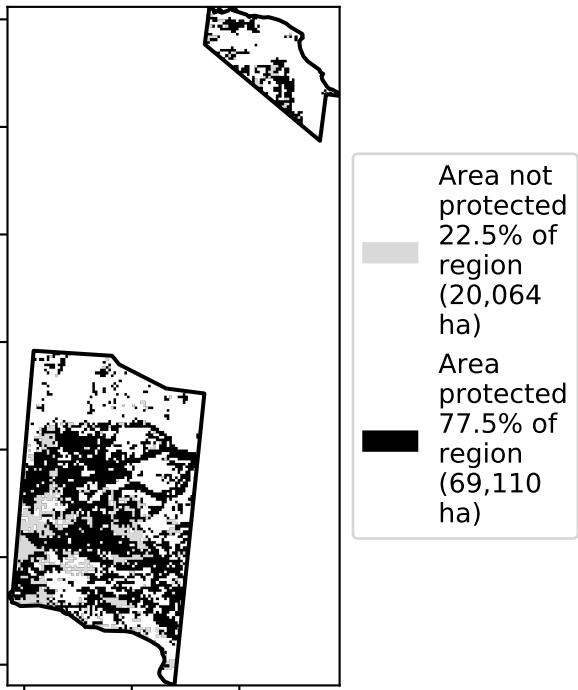 Area not
protected
22.5% of
region
(20,064
ha)
Area
protected
77.5% of
region
(69,110
ha)